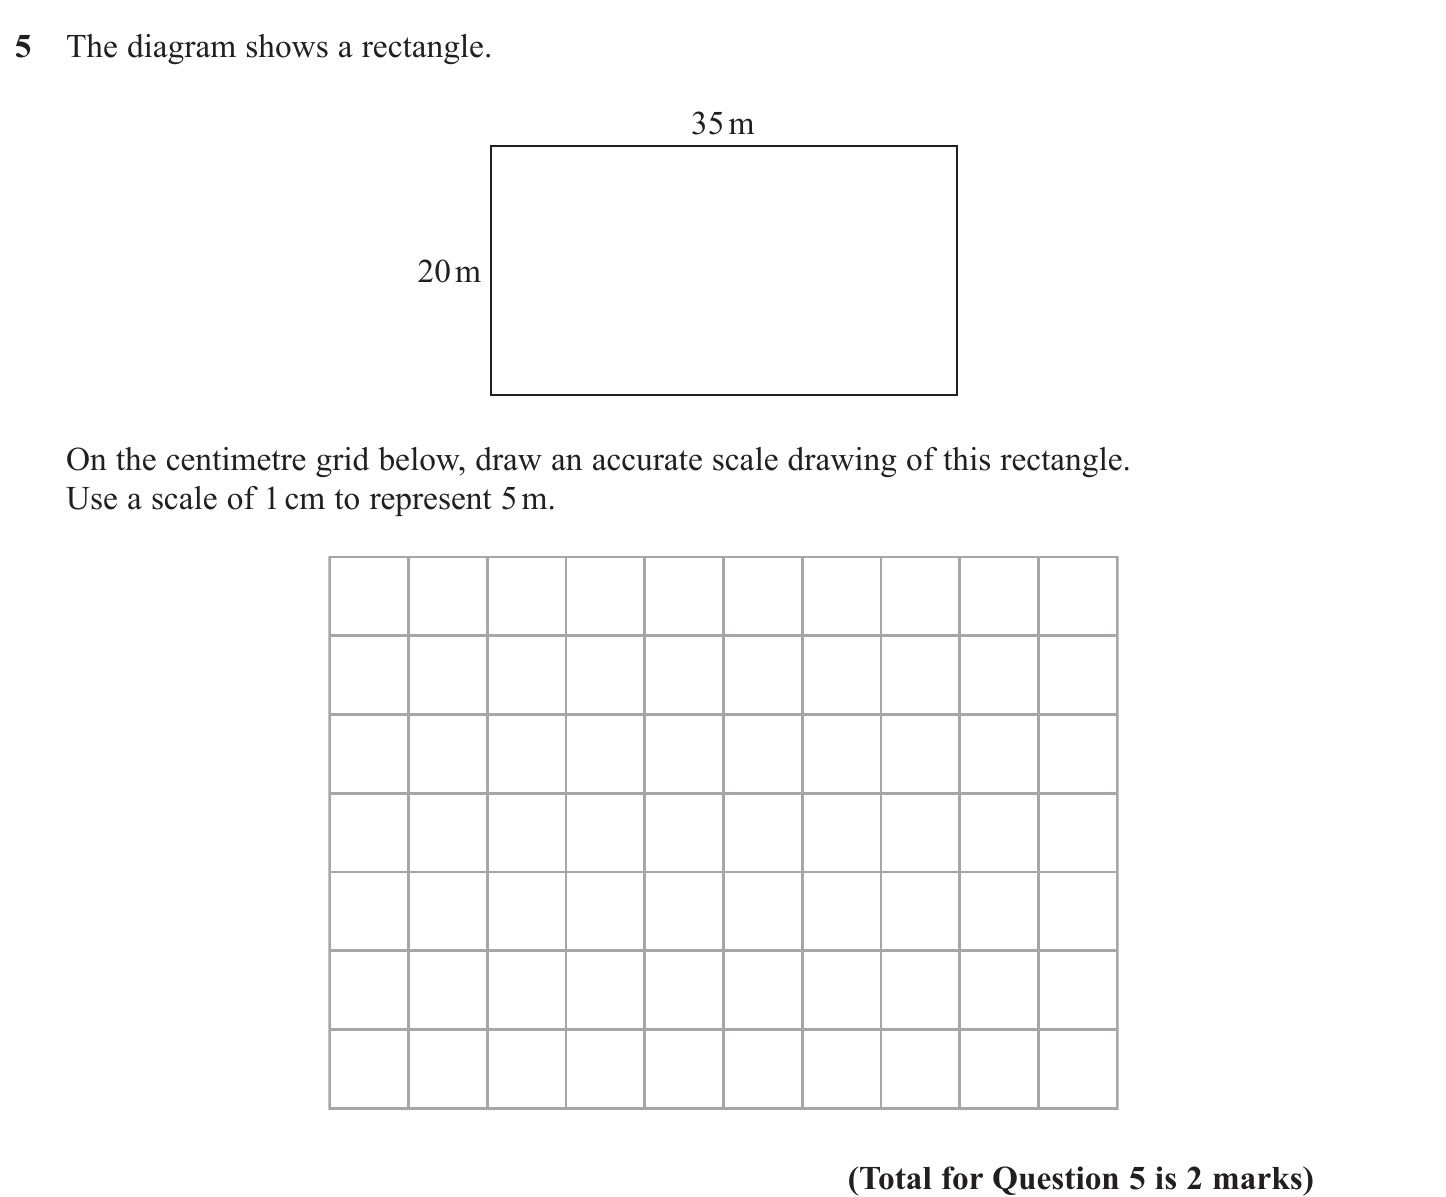 5 The diagram shows a rectangle.
35 m
20 m
On the centimetre grid below, draw an accurate scale drawing of this rectangle.
Use a scale of 1 cm to represent 5 m.
(Total for Question 5 is 2 marks)